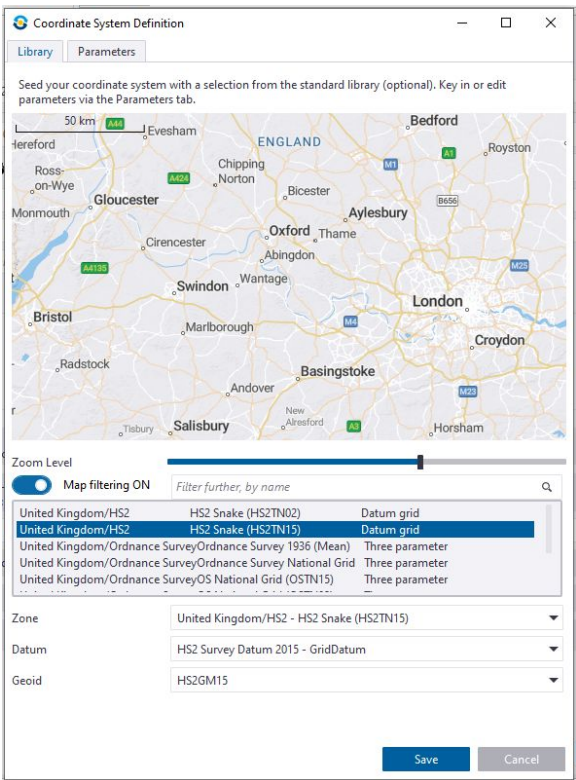 Coordinate System Definition
Library Parameters
Seed your coordinate system with a selection from the standard library (optional). Key in or edit
parameters via the Parameters tab.
50 km
A44
Evesham
Bedford
Hereford
ENGLAND
A1
Royston
Ross-
on-Wye
A424
Chipping
Norton
M1
Bicester
Gloucester
B656
Monmouth
Aylesbury
Oxford
Thame
Cirencester
Abingdon
A4135
M25
Swindon
Wantage
London
Bristol
Marlborough
M4
Croydon
Radstock
Basingstoke
Andover
M23
New
Alresford
Tisbury
Salisbury
A3
Horsham
Zoom Level
Map filtering ON
Filter further, by name
United Kingdom/HS2 HS2 Snake (HS2TN02) Datum grid
United Kingdom/HS2 HS2 Snake (HS2TN15) Datum grid
United Kingdom/Ordnance SurveyOrdnance Survey 1936 (Mean) Three parameter
United Kingdom/Ordnance SurveyOrdnance Survey National Grid Three parameter
United Kingdom/Ordnance SurveyOS National Grid (OSTN15) Three parameter
Zone United Kingdom/HS2 - HS2 Snake (HS2TN15)
Datum HS2 Survey Datum 2015 - GridDatum
Geoid HS2GM15
Save Cancel